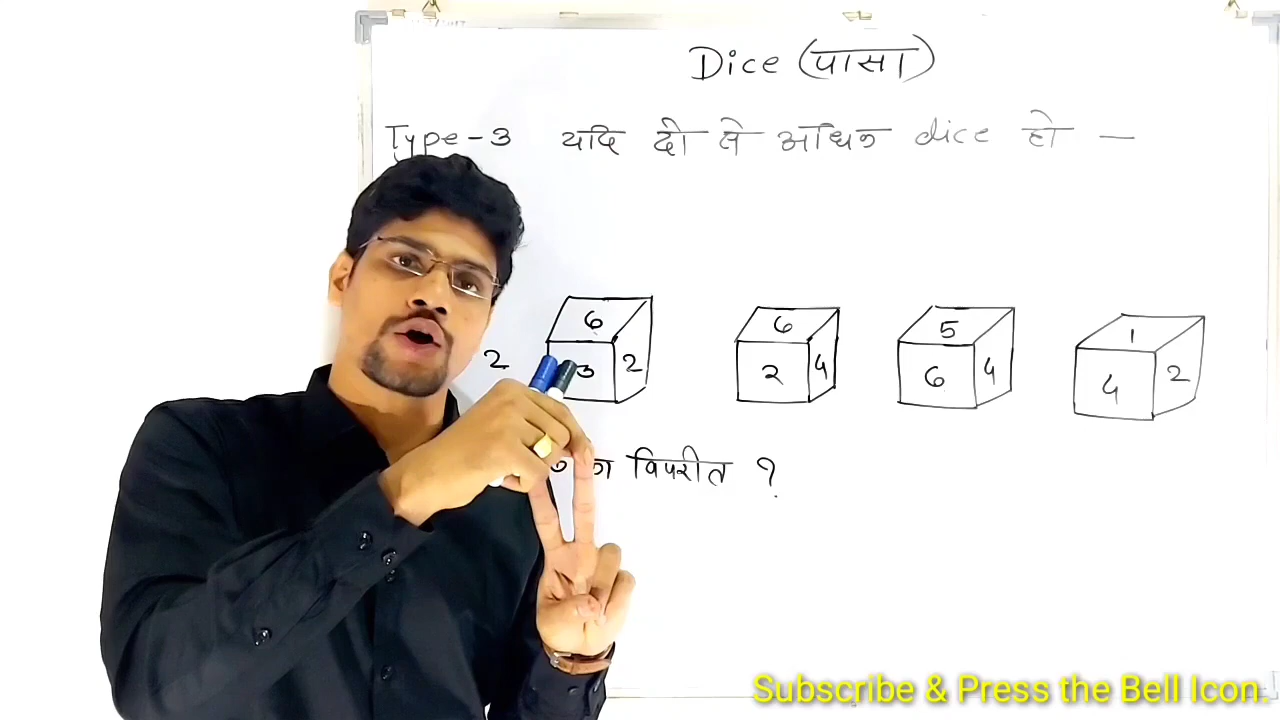 Dice (पासा)
Type-3 यदि दो से अधिक dice हो —
2 6 3 2 6 2 4 5 6 4 1 4 2
का विपरीत ?
Subscribe & Press the Bell Icon.